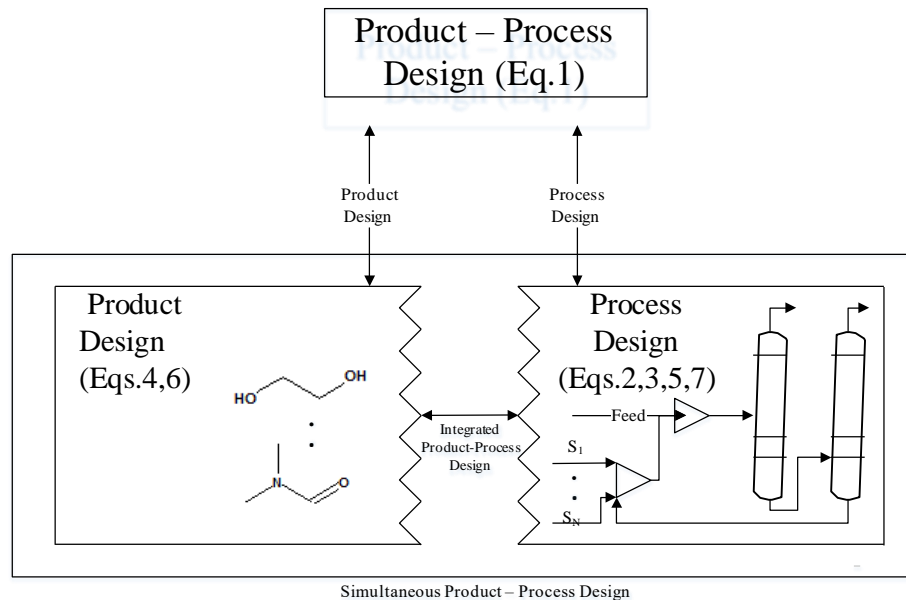 Product – Process
Design (Eq.1)
Product
Design
Process
Design
Product
Design
(Eqs.4,6)
HO
OH
N
O
Integrated
Product-Process
Design
Process
Design
(Eqs.2,3,5,7)
Feed
S1
SN
Simultaneous Product – Process Design